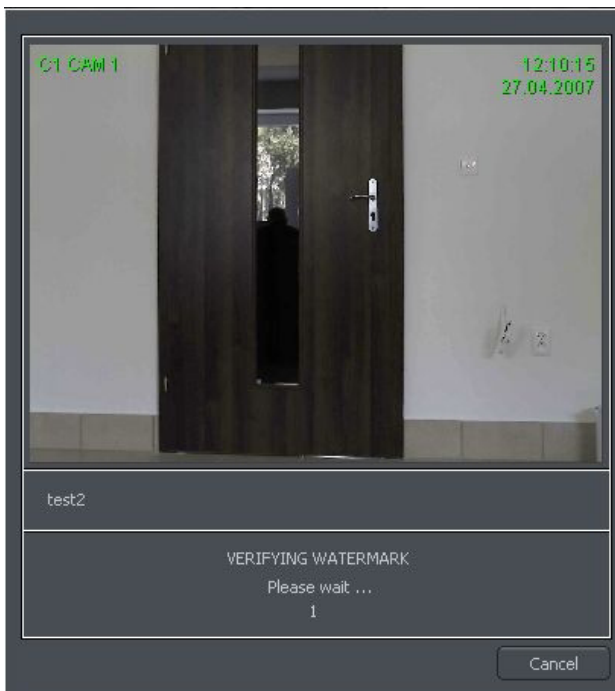 C1 CAM 1
12:10:15
27.04.2007
test2
VERIFYING WATERMARK
Please wait ...
1
Cancel